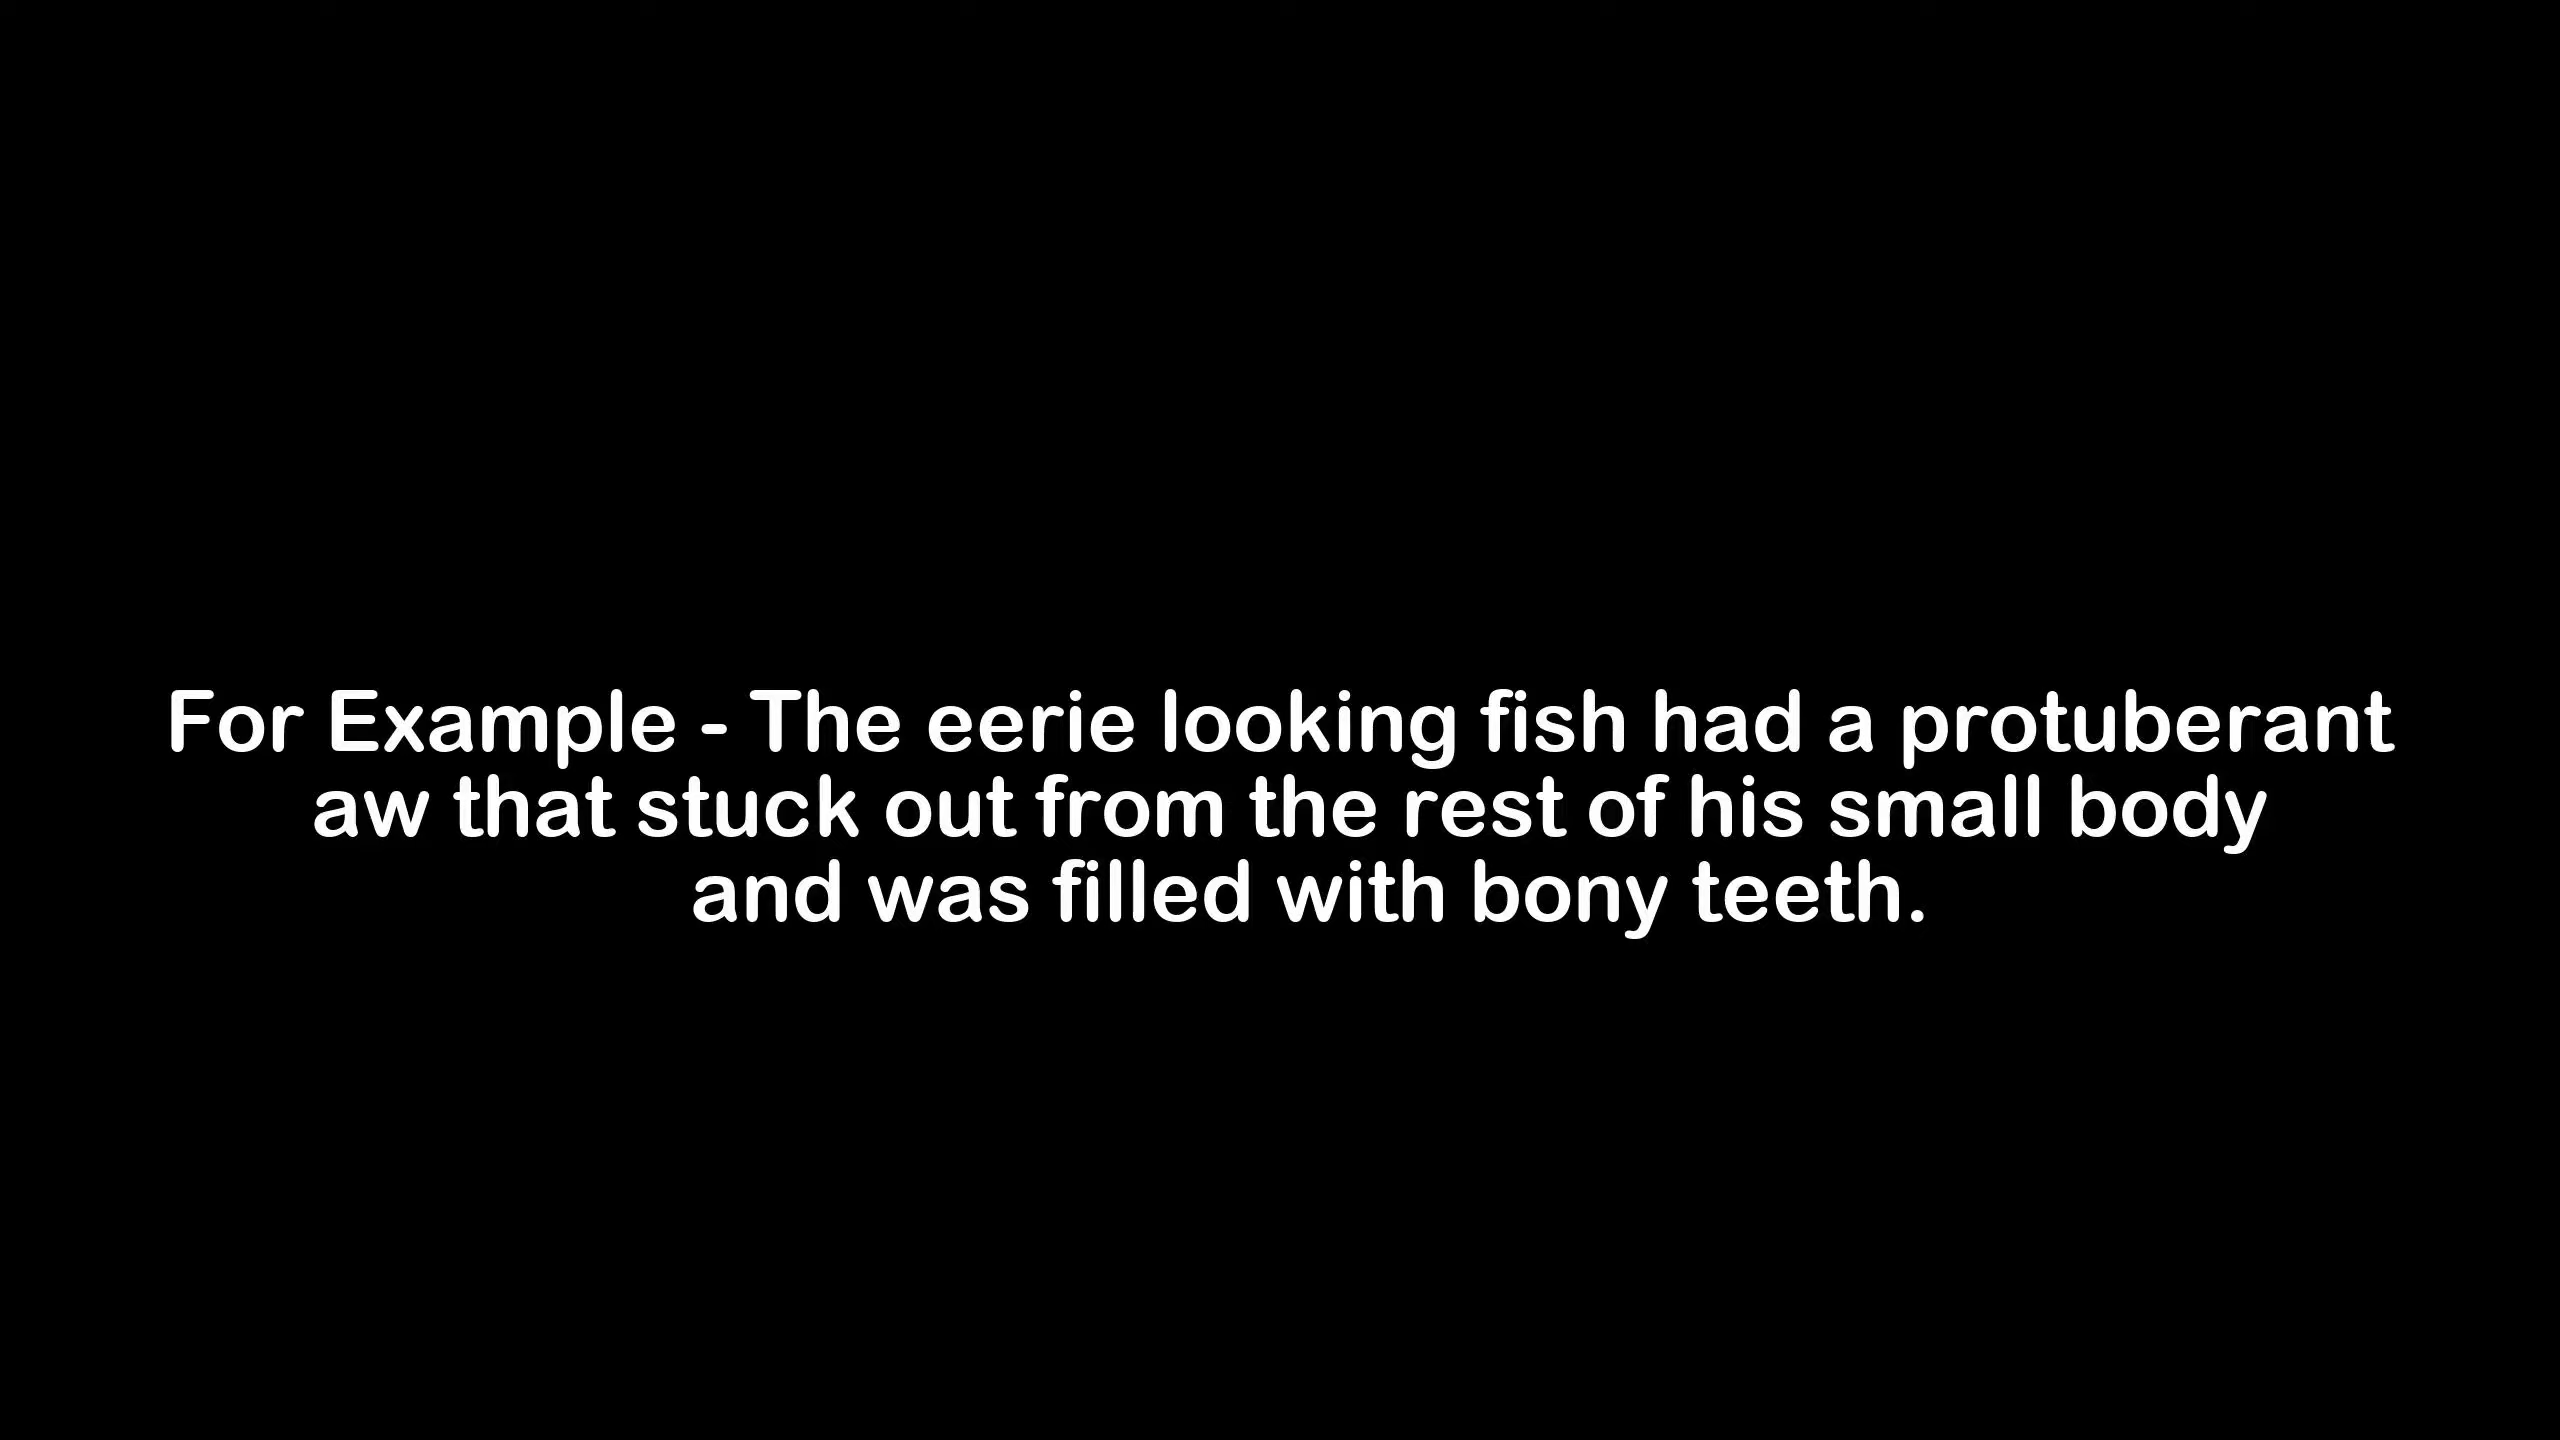 For Example - The eerie looking fish had a protuberant
aw that stuck out from the rest of his small body
and was filled with bony teeth.